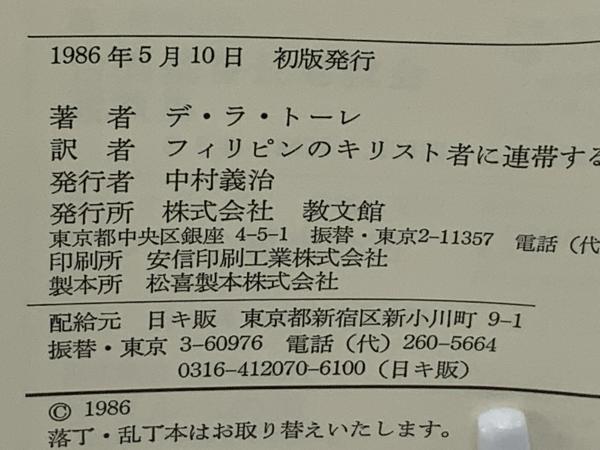 1986年5月10日 初版発行
著 者 デ・ラ・トーレ
訳 者 フィリピンのキリスト者に連帯する
発行者 中村義治
発行所 株式会社 教文館
東京都中央区銀座 4-5-1 振替・東京2-11357 電話（代
印刷所 安信印刷工業株式会社
製本所 松喜製本株式会社
配給元 日キ販 東京都新宿区新小川町 9-1
振替・東京 3-60976 電話（代）260-5664
0316-412070-6100（日キ販）
© 1986
落丁・乱丁本はお取り替えいたします。